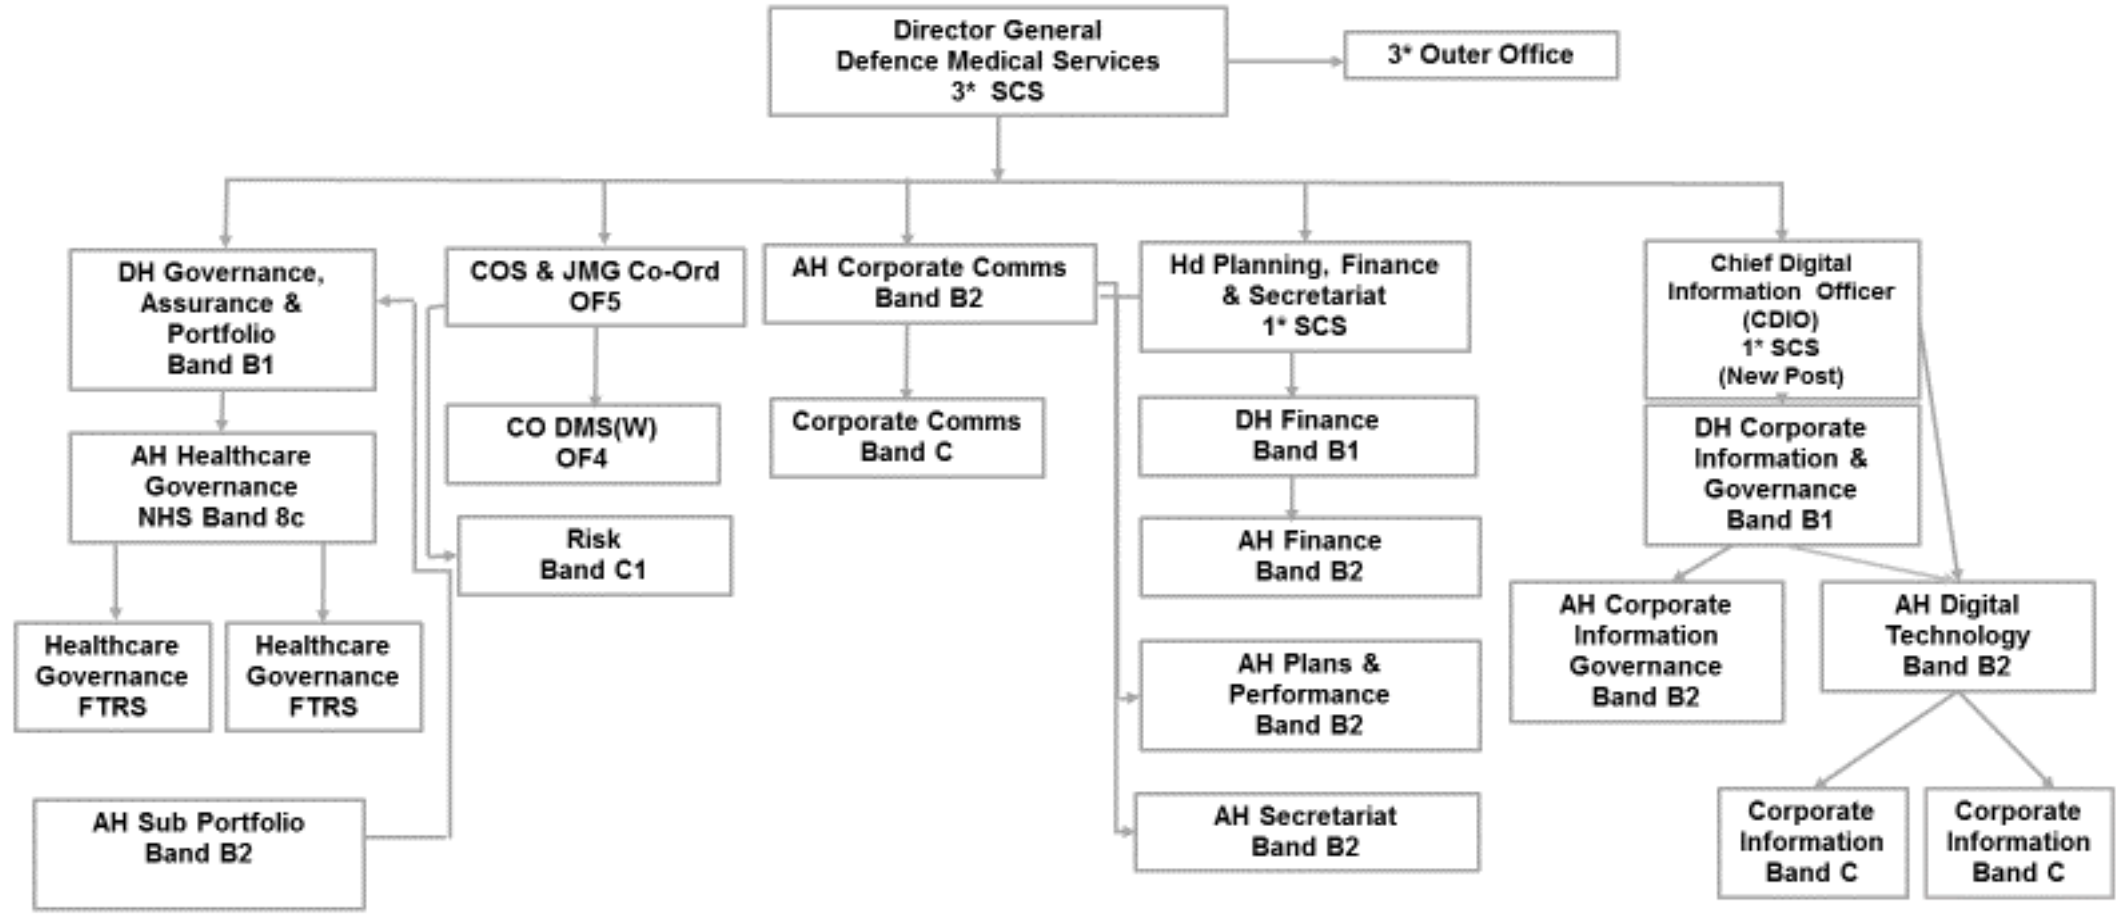 Director General
Defence Medical Services
3* SCS
3* Outer Office
DH Governance,
Assurance &
Portfolio
Band B1
COS & JMG Co-Ord
OF5
AH Corporate Comms
Band B2
Hd Planning, Finance
& Secretariat
1* SCS
Chief Digital
Information Officer
(CDIO)
1* SCS
(New Post)
AH Healthcare
Governance
NHS Band 8c
CO DMS(W)
OF4
Corporate Comms
Band C
DH Finance
Band B1
DH Corporate
Information &
Governance
Band B1
Risk
Band C1
AH Finance
Band B2
Healthcare
Governance
FTRS
Healthcare
Governance
FTRS
AH Plans &
Performance
Band B2
AH Corporate
Information
Governance
Band B2
AH Digital
Technology
Band B2
AH Sub Portfolio
Band B2
AH Secretariat
Band B2
Corporate
Information
Band C
Corporate
Information
Band C